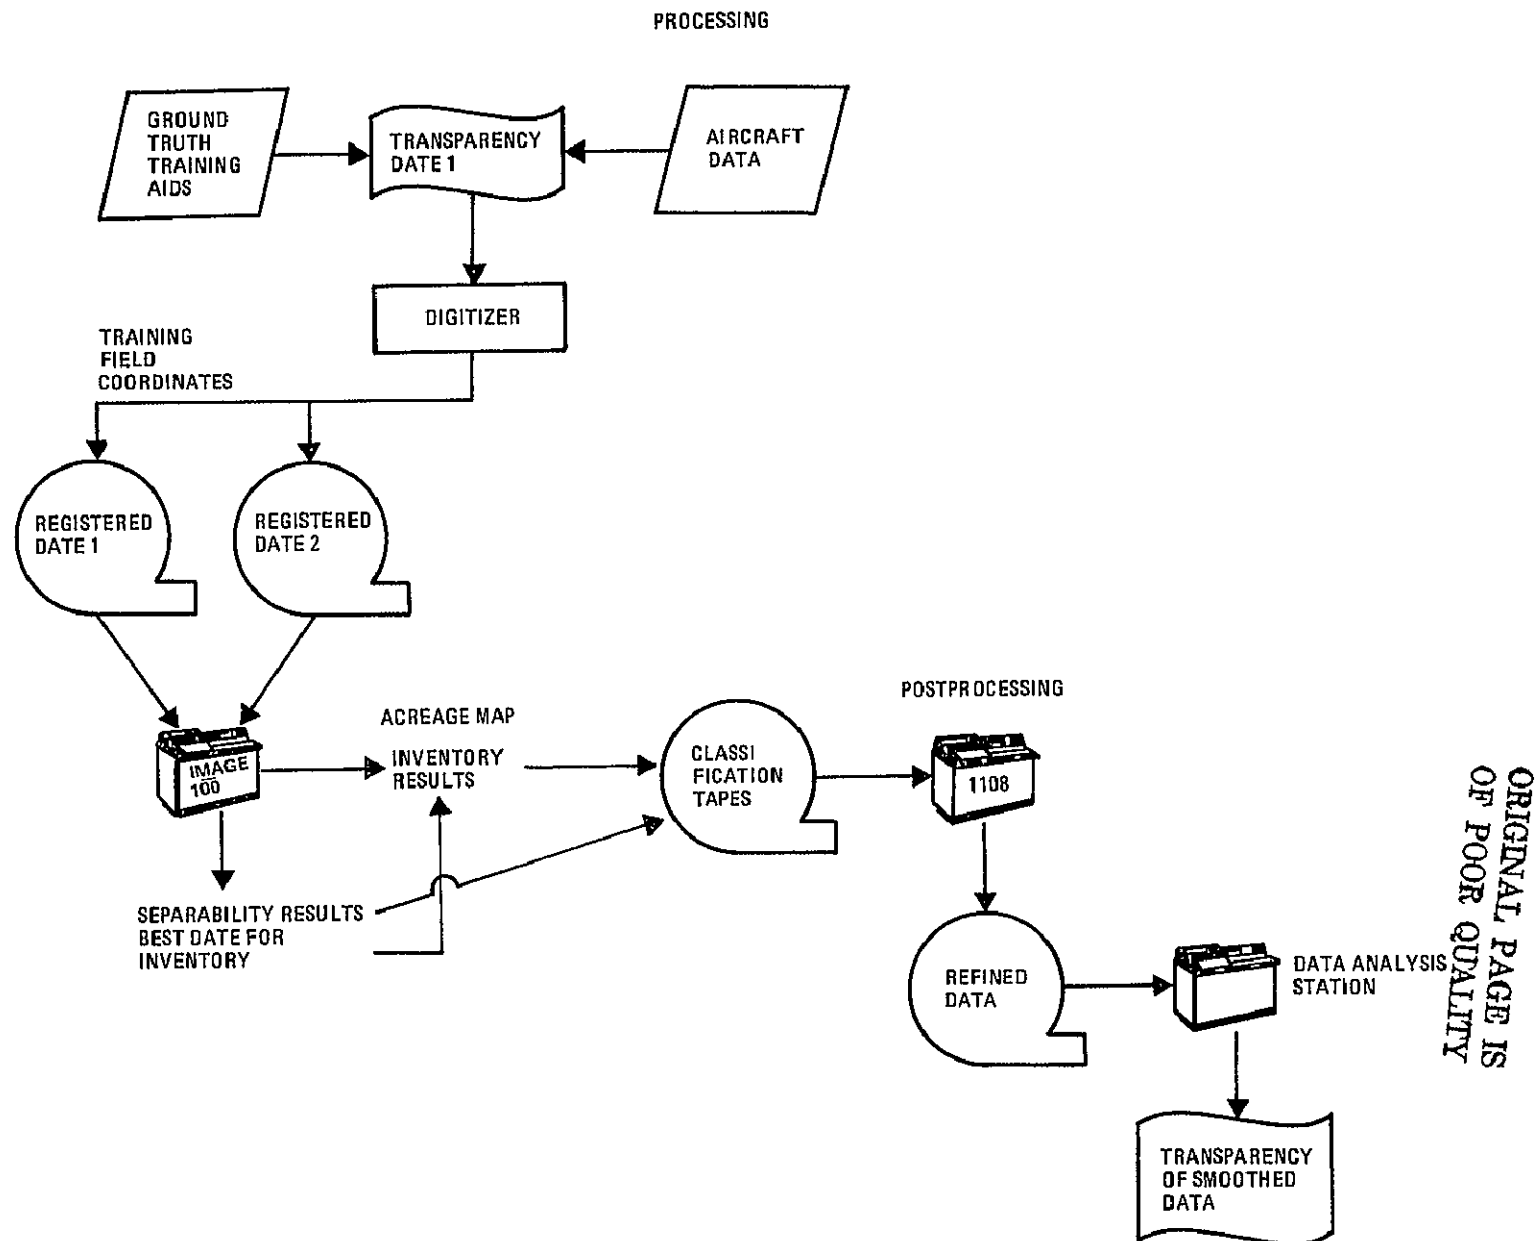 PROCESSING
GROUND
TRUTH
TRAINING
AIDS
TRANSPARENCY
DATE 1
AIRCRAFT
DATA
DIGITIZER
TRAINING
FIELD
COORDINATES
REGISTERED
DATE 1
REGISTERED
DATE 2
IMAGE
100
ACREAGE MAP
INVENTORY
RESULTS
SEPARABILITY RESULTS
BEST DATE FOR
INVENTORY
CLASSI
FICATION
TAPES
POSTPROCESSING
1108
REFINED
DATA
DATA ANALYSIS
STATION
TRANSPARENCY
OF SMOOTHED
DATA
ORIGINAL PAGE IS
OF POOR QUALITY